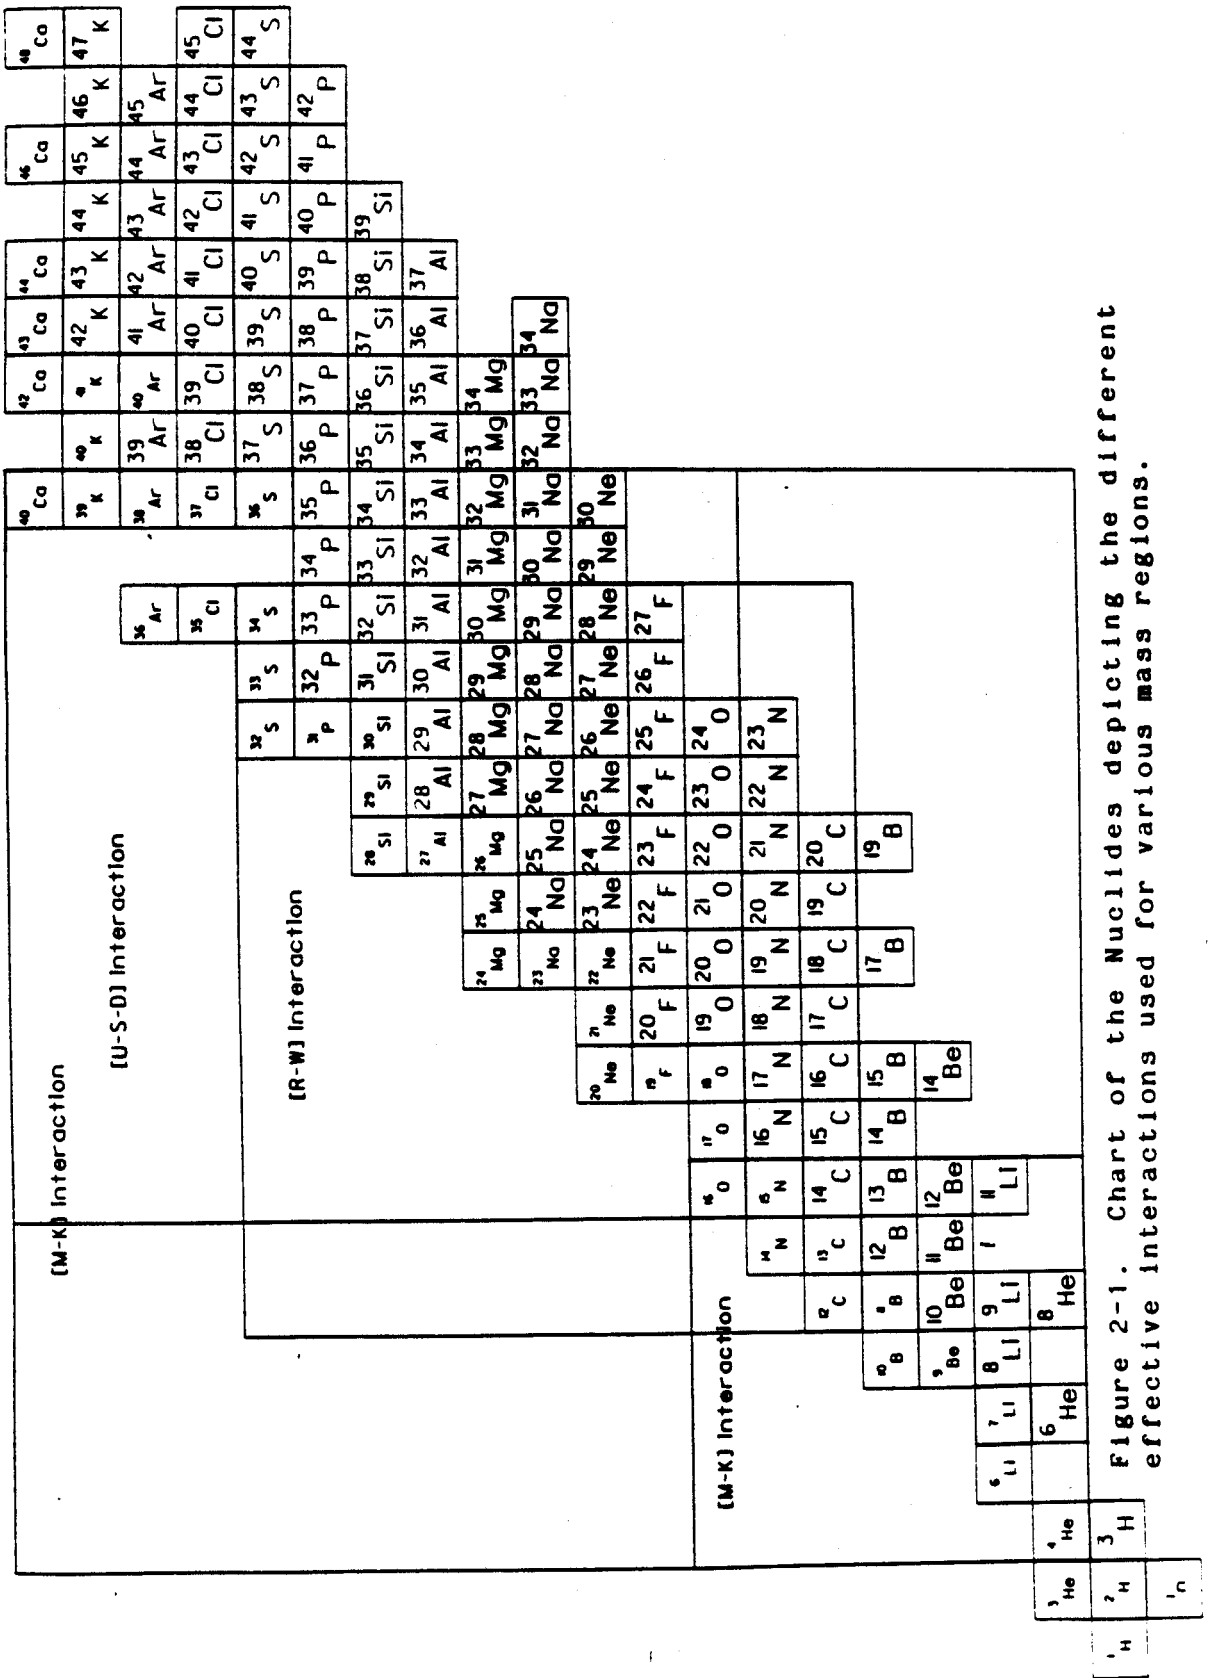 40 Ca 42 Ca 43 Ca 44 Ca 46 Ca 48 Ca
[M-K] Interaction
39 K 40 K 41 K 42 K 43 K 44 K 45 K 46 K 47 K
[U-S-D] Interaction
36 Ar 38 Ar 39 Ar 40 Ar 41 Ar 42 Ar 43 Ar 44 Ar 45 Ar
35 Cl 37 Cl 38 Cl 39 Cl 40 Cl 41 Cl 42 Cl 43 Cl 44 Cl 45 Cl
32 S 33 S 34 S 36 S 37 S 38 S 39 S 40 S 41 S 42 S 43 S 44 S
[R-W] Interaction
31 P 32 P 33 P 34 P 35 P 36 P 37 P 38 P 39 P 40 P 41 P 42 P
28 Si 29 Si 30 Si 31 Si 32 Si 33 Si 34 Si 35 Si 36 Si 37 Si 38 Si 39 Si
27 Al 28 Al 29 Al 30 Al 31 Al 32 Al 33 Al 34 Al 35 Al 36 Al 37 Al
24 Mg 25 Mg 26 Mg 27 Mg 28 Mg 29 Mg 30 Mg 31 Mg 32 Mg 33 Mg 34 Mg
23 Na 24 Na 25 Na 26 Na 27 Na 28 Na 29 Na 30 Na 31 Na 32 Na 33 Na 34 Na
20 Ne 21 Ne 22 Ne 23 Ne 24 Ne 25 Ne 26 Ne 27 Ne 28 Ne 29 Ne 30 Ne
19 F 20 F 21 F 22 F 23 F 24 F 25 F 26 F 27 F
16 O 17 O 18 O 19 O 20 O 21 O 22 O 23 O 24 O
[M-K] Interaction
14 N 15 N 16 N 17 N 18 N 19 N 20 N 21 N 22 N 23 N
12 C 13 C 14 C 15 C 16 C 17 C 18 C 19 C 20 C
10 B 11 B 12 B 13 B 14 B 15 B 17 B 19 B
9 Be 10 Be 11 Be 12 Be 14 Be
6 Li 7 Li 8 Li 9 Li 11 Li
3 He 4 He 6 He 8 He
1 H 2 H 3 H
1 n
Figure 2-1. Chart of the Nuclides depicting the different
effective interactions used for various mass regions.